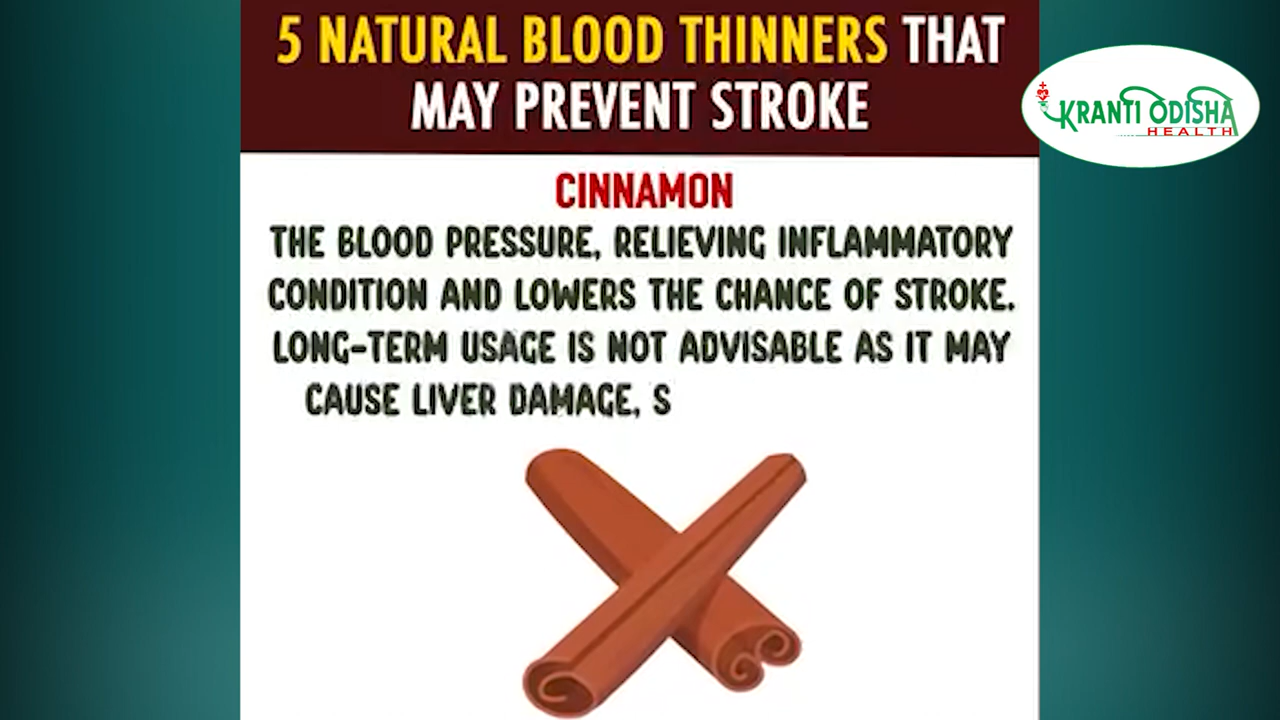 5 NATURAL BLOOD THINNERS THAT
MAY PREVENT STROKE
KRANTI ODISHA
HEALTH
CINNAMON
THE BLOOD PRESSURE, RELIEVING INFLAMMATORY
CONDITION AND LOWERS THE CHANCE OF STROKE.
LONG-TERM USAGE IS NOT ADVISABLE AS IT MAY
CAUSE LIVER DAMAGE, S